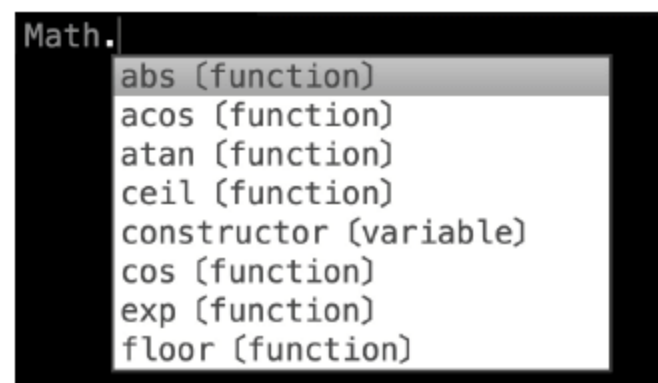 Math.
abs (function)
acos (function)
atan (function)
ceil (function)
constructor (variable)
cos (function)
exp (function)
floor (function)